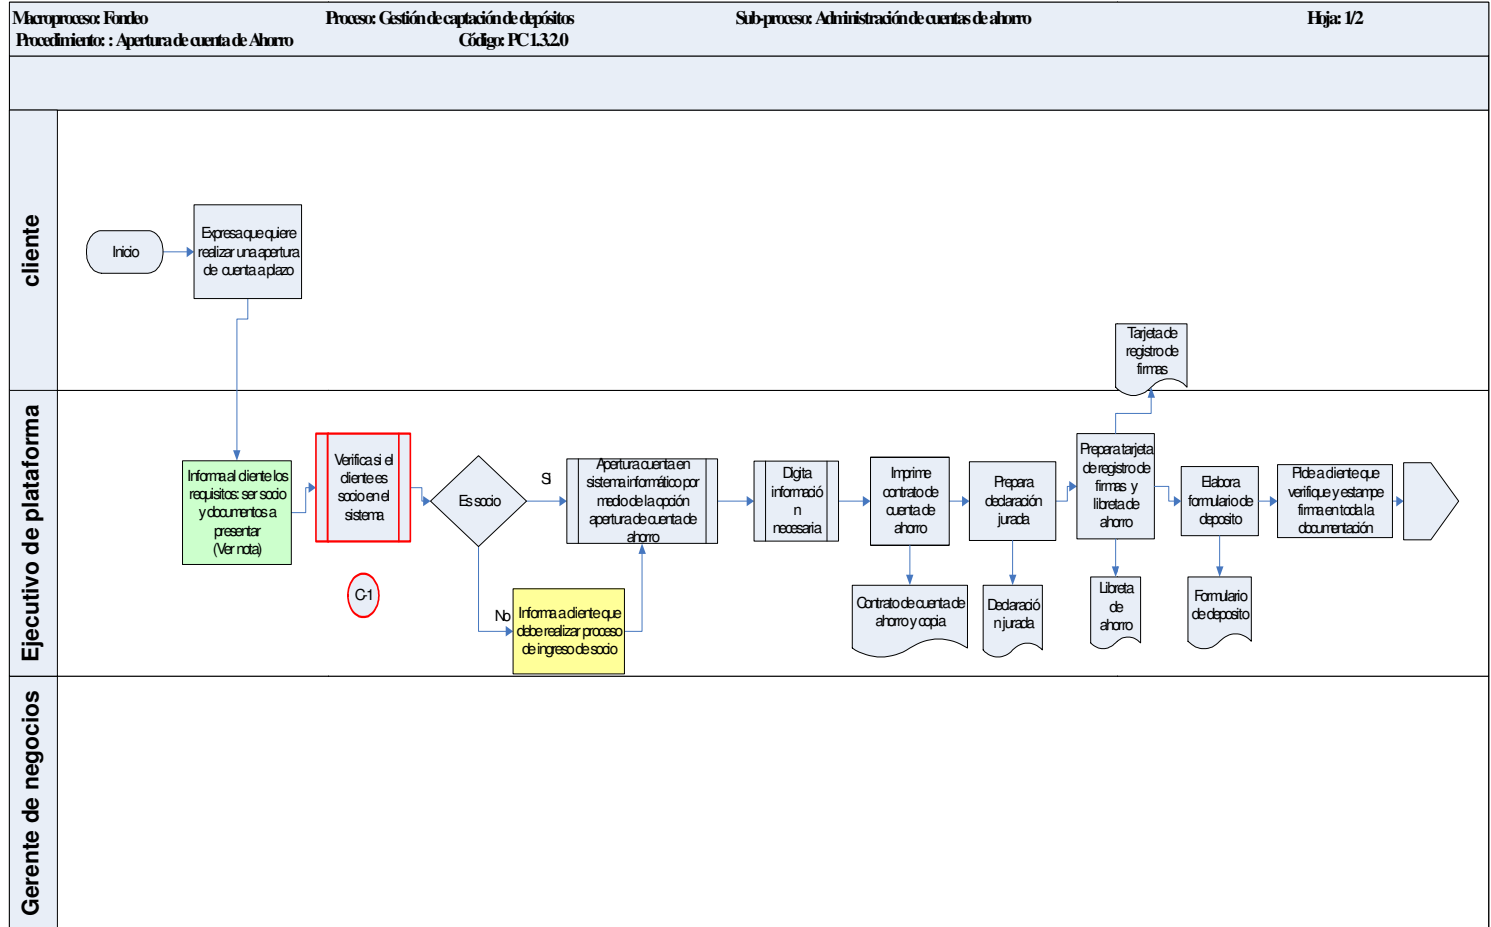 Macroproceso: Fondeo
Proceso: Gestión de captación de depósitos
Sub-proceso: Administración de cuentas de ahorro
Hoja: 1/2
Procedimiento: : Apertura de cuenta de Ahorro
Código: PC 1.3.2.0
cliente
Inicio
Expresa que quiere
realizar una apertura
de cuenta a plazo
Tarjeta de
registro de
firmas
Ejecutivo de plataforma
Informa al cliente los
requisitos: ser socio
y documentos a
presentar
(Ver nota)
Verifica si el
cliente es
socio en el
sistema
C-1
Es socio
SI
No
Informa a cliente que
debe realizar proceso
de ingreso de socio
Apertura cuenta en
sistema informático por
medio de la opción
apertura de cuenta de
ahorro
Digita
informació
n
necesaria
Imprime
contrato de
cuenta de
ahorro
Contrato de cuenta de
ahorro y copia
Prepara
declaración
jurada
Declaració
n jurada
Prepara tarjeta
de registro de
firmas y
libreta de
ahorro
Libreta
de
ahorro
Elabora
formulario de
deposito
Formulario
de deposito
PIde a cliente que
verifique y estampe
firma en toda la
documentación
Gerente de negocios